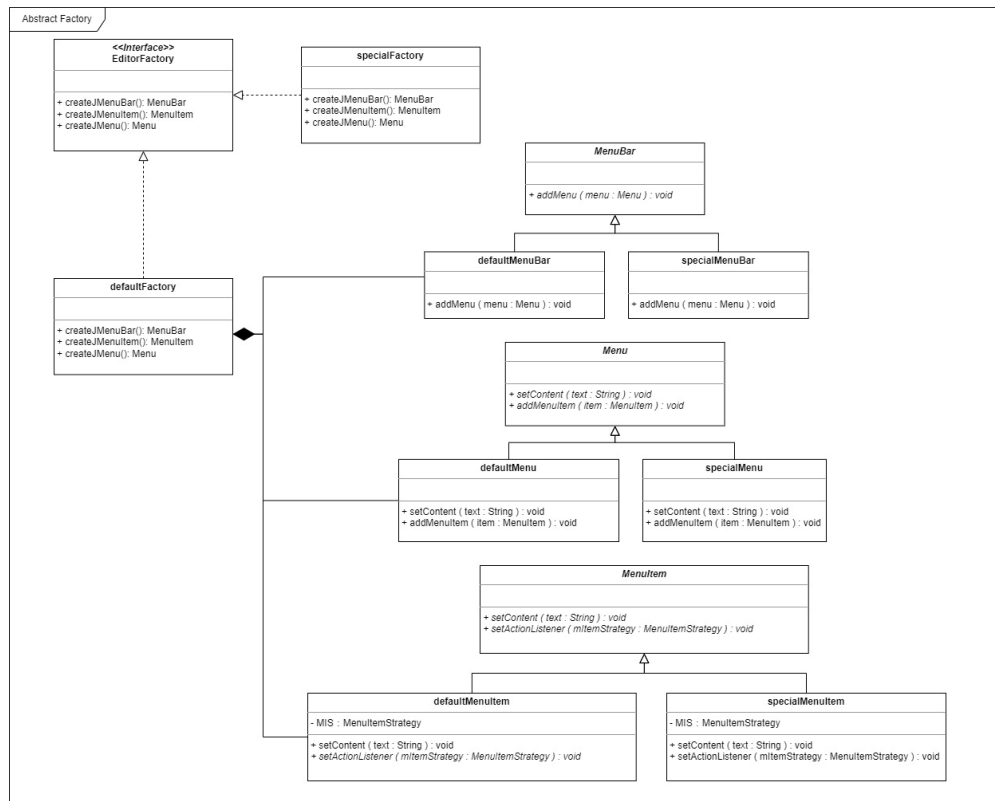 Abstract Factory
<<Interface>>
EditorFactory
+ createJMenuBar(): MenuBar
+ createJMenuItem(): MenuItem
+ createJMenu(): Menu
specialFactory
+ createJMenuBar(): MenuBar
+ createJMenuItem(): MenuItem
+ createJMenu(): Menu
MenuBar
+ addMenu ( menu : Menu ) : void
defaultMenuBar
+ addMenu ( menu : Menu ) : void
specialMenuBar
+ addMenu ( menu : Menu ) : void
defaultFactory
+ createJMenuBar(): MenuBar
+ createJMenuItem(): MenuItem
+ createJMenu(): Menu
Menu
+ setContent ( text : String ) : void
+ addMenuItem ( item : MenuItem ) : void
defaultMenu
+ setContent ( text : String ) : void
+ addMenuItem ( item : MenuItem ) : void
specialMenu
+ setContent ( text : String ) : void
+ addMenuItem ( item : MenuItem ) : void
MenuItem
+ setContent ( text : String ) : void
+ setActionListener ( mItemStrategy : MenuItemStrategy ) : void
defaultMenuItem
- MIS : MenuItemStrategy
+ setContent ( text : String ) : void
+ setActionListener ( mItemStrategy : MenuItemStrategy ) : void
specialMenuItem
- MIS : MenuItemStrategy
+ setContent ( text : String ) : void
+ setActionListener ( mItemStrategy : MenuItemStrategy ) : void